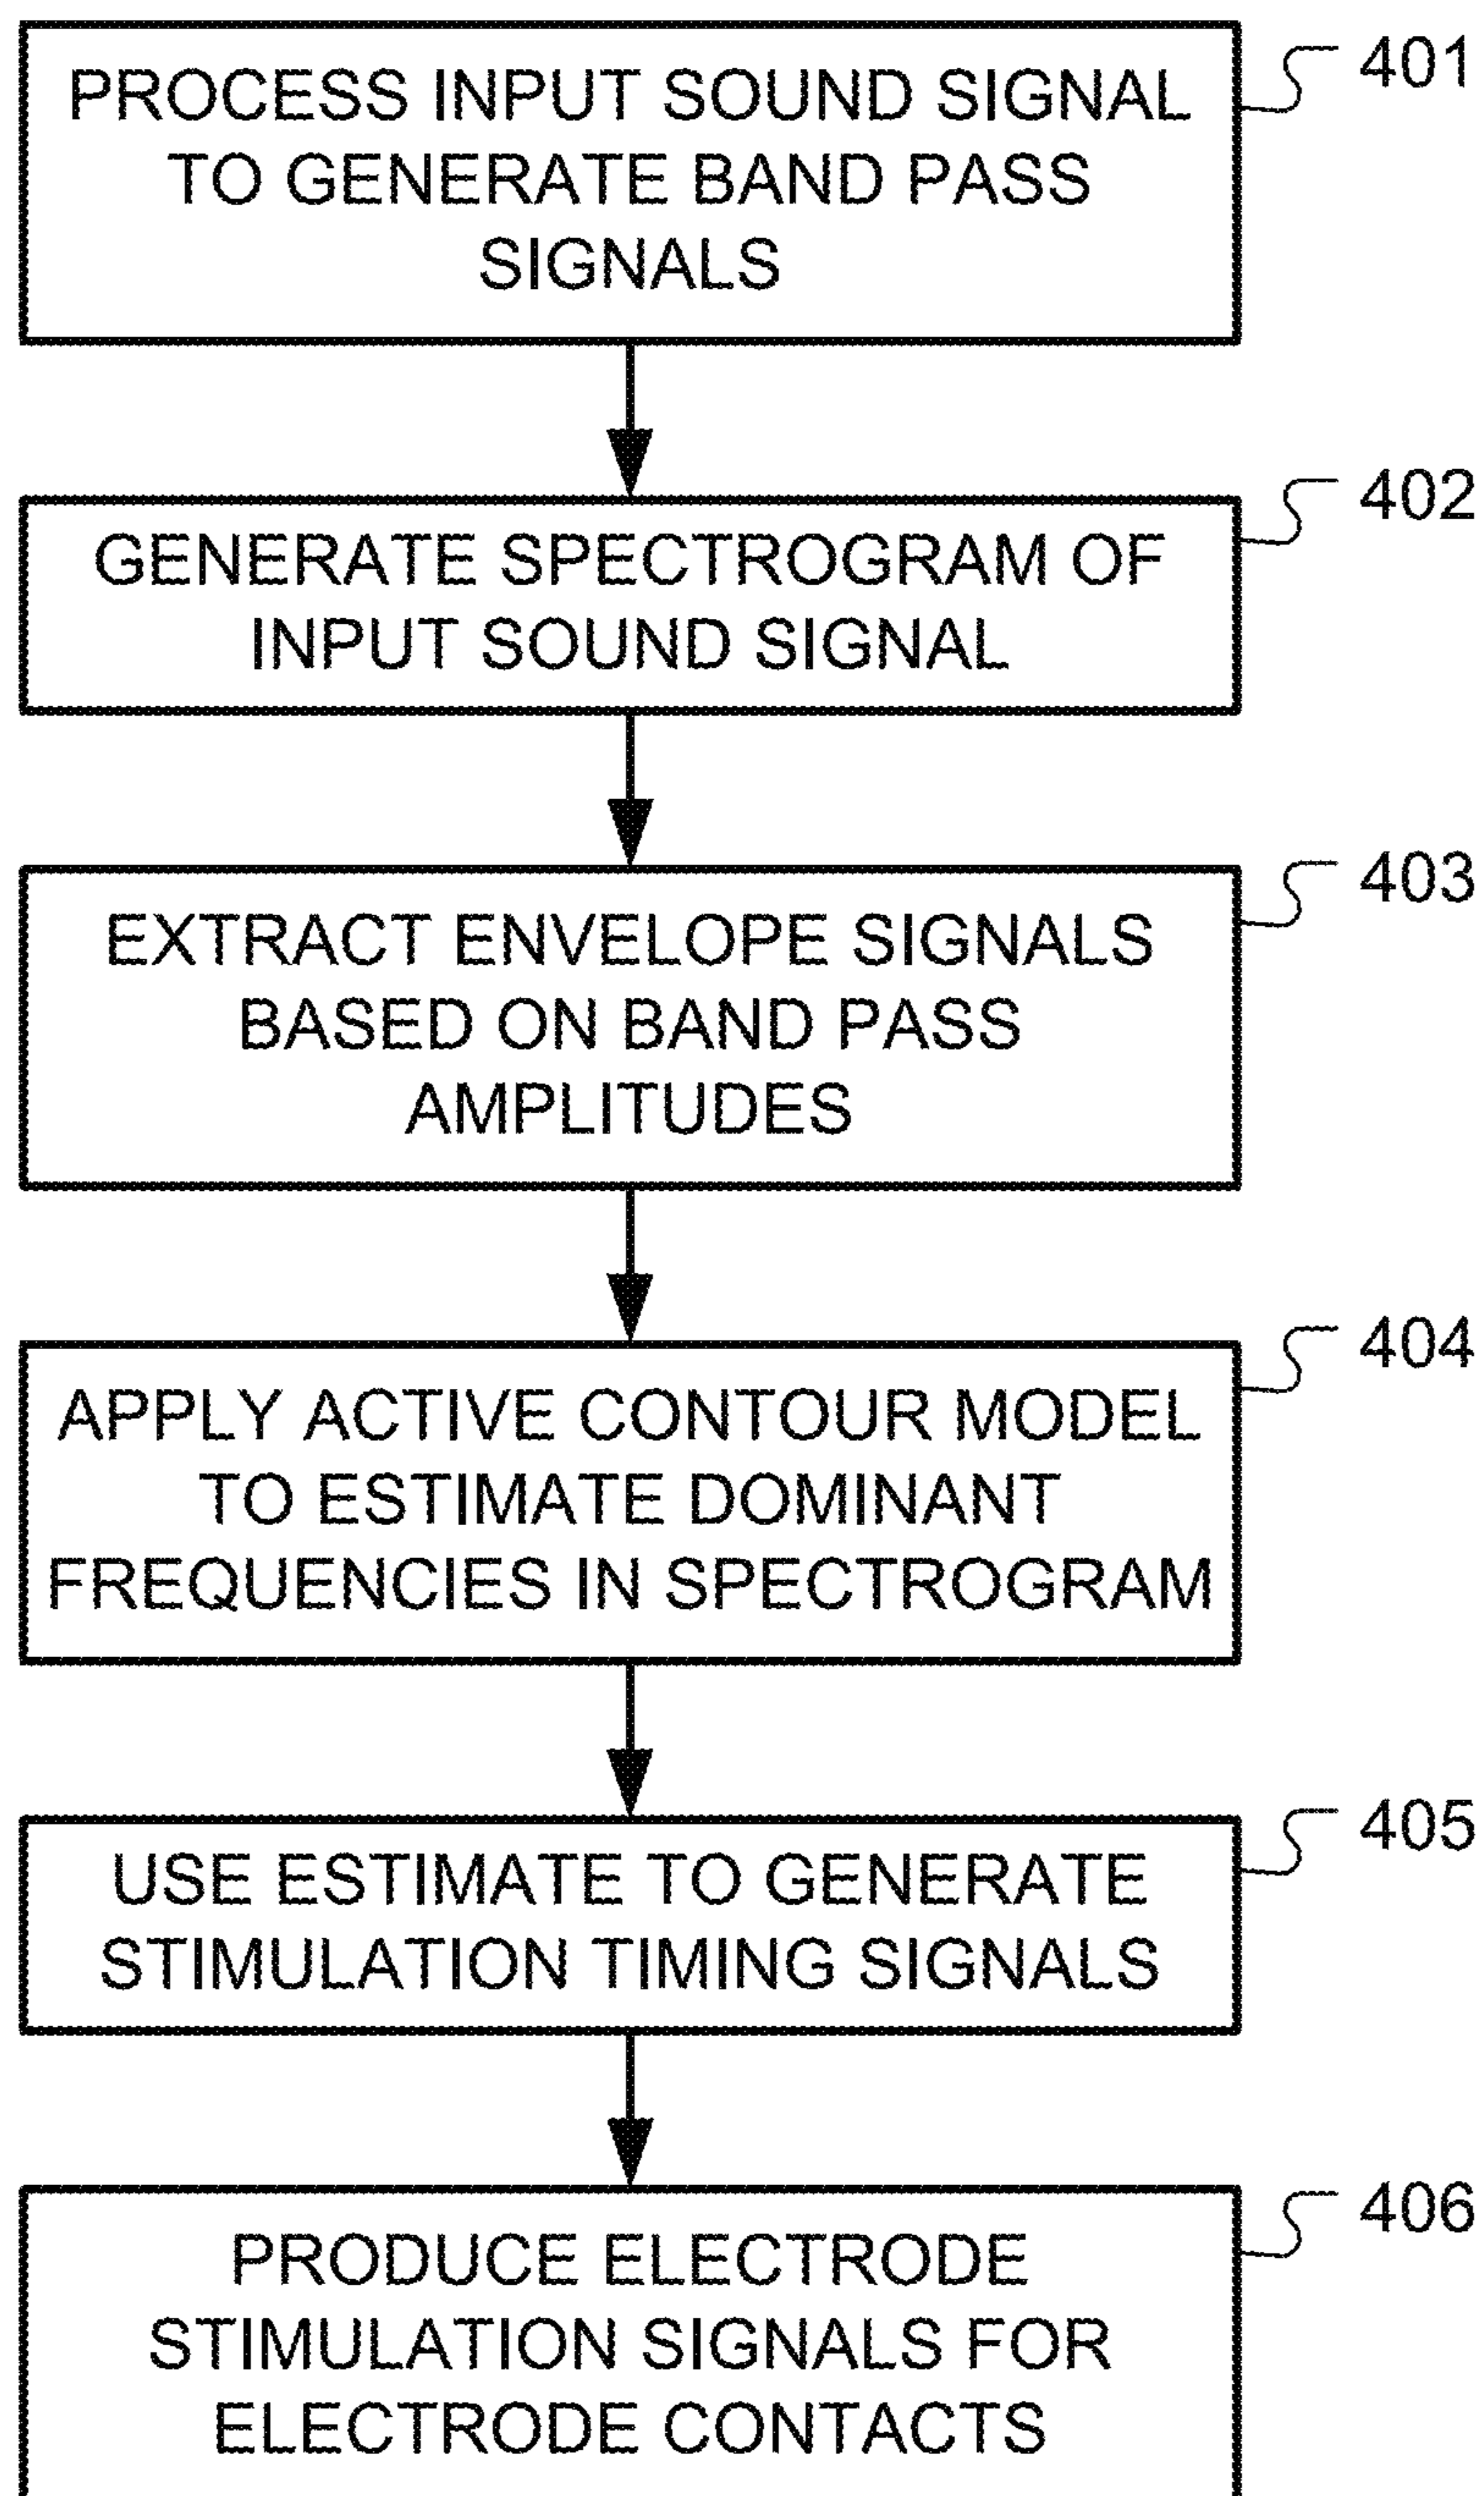 PROCESS INPUT SOUND SIGNAL
TO GENERATE BAND PASS
SIGNALS
401
GENERATE SPECTROGRAM OF
INPUT SOUND SIGNAL
402
EXTRACT ENVELOPE SIGNALS
BASED ON BAND PASS
AMPLITUDES
403
APPLY ACTIVE CONTOUR MODEL
TO ESTIMATE DOMINANT
FREQUENCIES IN SPECTROGRAM
404
USE ESTIMATE TO GENERATE
STIMULATION TIMING SIGNALS
405
PRODUCE ELECTRODE
STIMULATION SIGNALS FOR
ELECTRODE CONTACTS
406